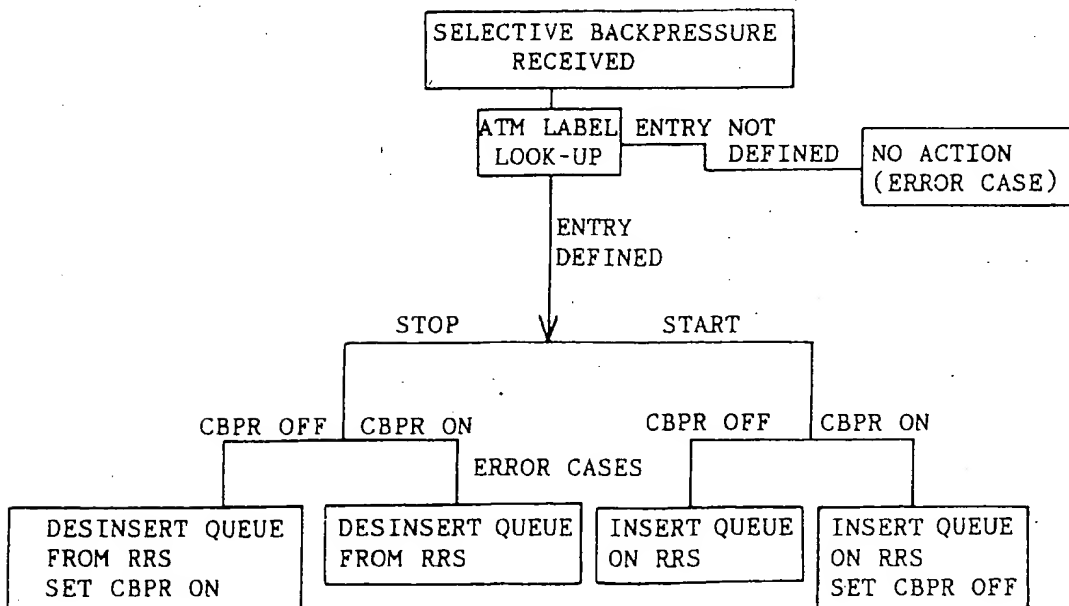 SELECTIVE BACKPRESSURE
RECEIVED
ATM LABEL
LOOK-UP
ENTRY NOT
DEFINED
NO ACTION
(ERROR CASE)
ENTRY
DEFINED
STOP
START
CBPR OFF
CBPR ON
CBPR OFF
CBPR ON
ERROR CASES
DESINSERT QUEUE
FROM RRS
SET CBPR ON
DESINSERT QUEUE
FROM RRS
INSERT QUEUE
ON RRS
INSERT QUEUE
ON RRS
SET CBPR OFF